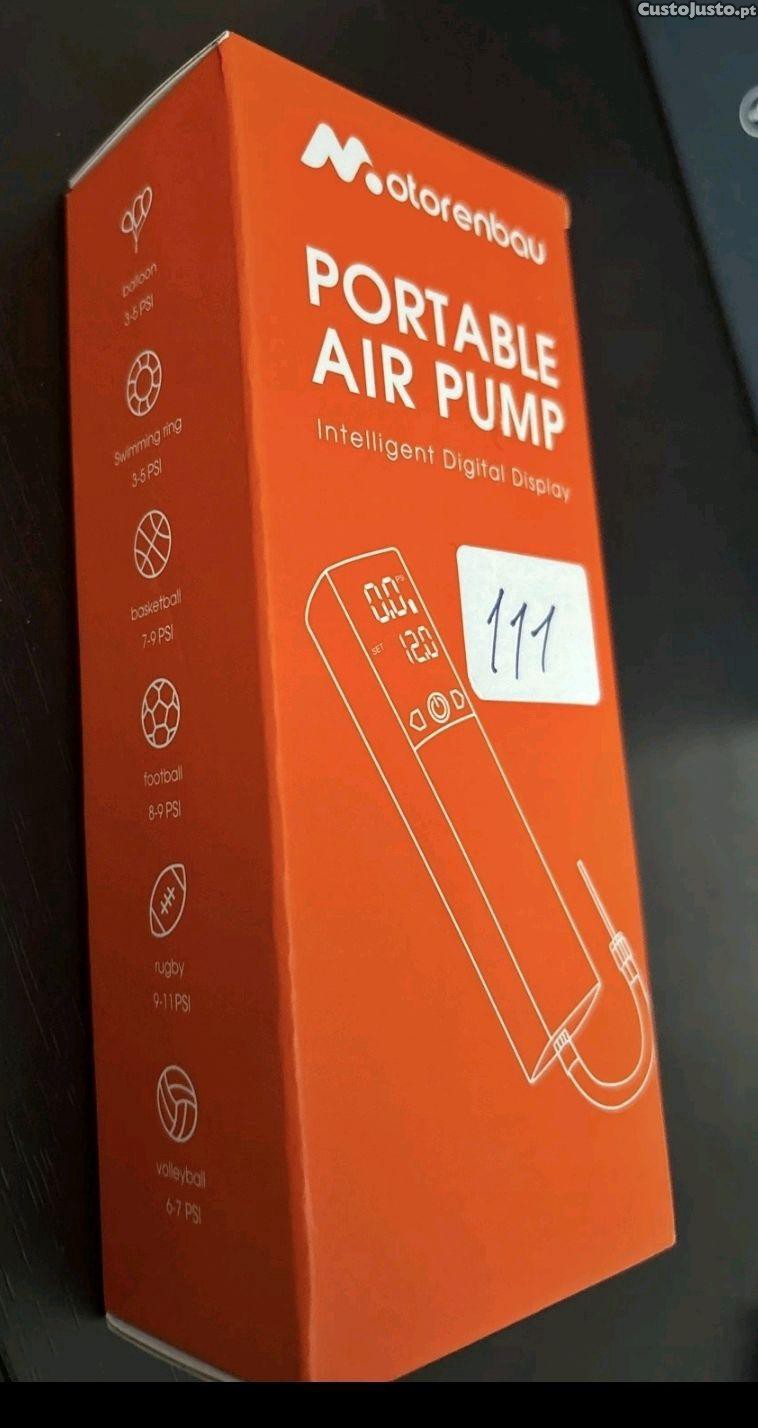 CustoJusto.pt
Motorenbau
PORTABLE
AIR PUMP
Intelligent Digital Display
0.0. PSI
SET 12.0
111
balloon
3-5 PSI
Swimming ring
3-5 PSI
basketball
7-9 PSI
football
8-9 PSI
rugby
9-11 PSI
volleyball
6-7 PSI